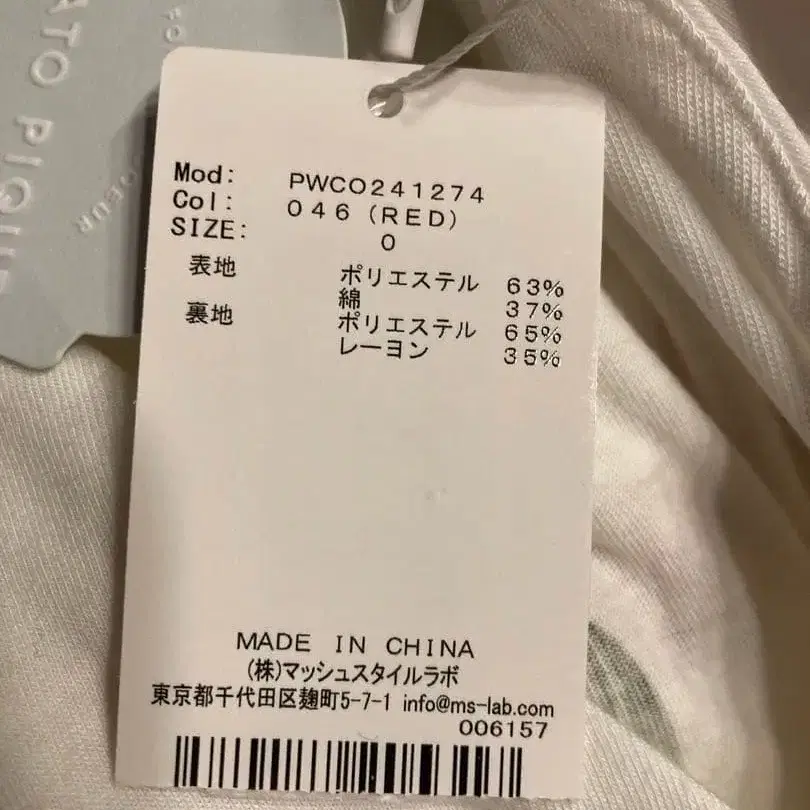 ATO PIQUE
COEUR
Mod: PWCO241274
Col: 046 (RED)
SIZE: 0
表地 ポリエステル 63%
綿 37%
裏地 ポリエステル 65%
レーヨン 35%
MADE IN CHINA
(株)マッシュスタイルラボ
東京都千代田区麹町5-7-1 info@ms-lab.com
006157